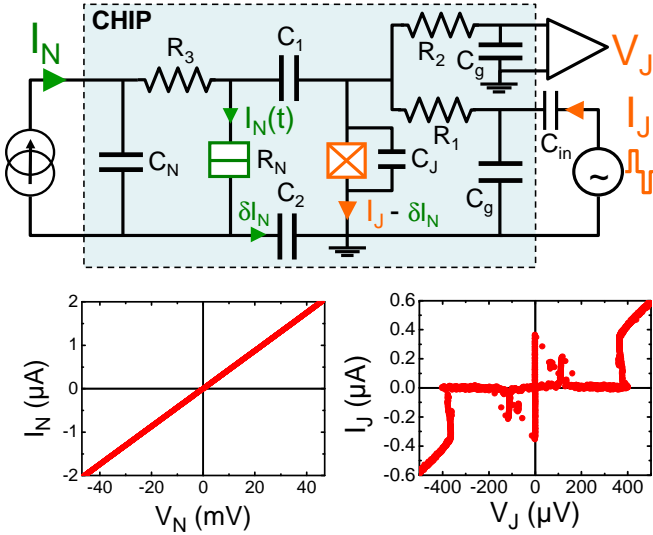 CHIP
I_N
R_3
C_1
R_2
C_g
V_J
I_N(t)
R_1
I_J
C_N
R_N
C_J
C_in
~
δI_N
C_2
I_J - δI_N
C_g
2
1
0
-1
-2
I_N (μA)
-40 -20 0 20 40
V_N (mV)
0.6
0.4
0.2
0.0
-0.2
-0.4
-0.6
I_J (μA)
-400 -200 0 200 400
V_J (μV)